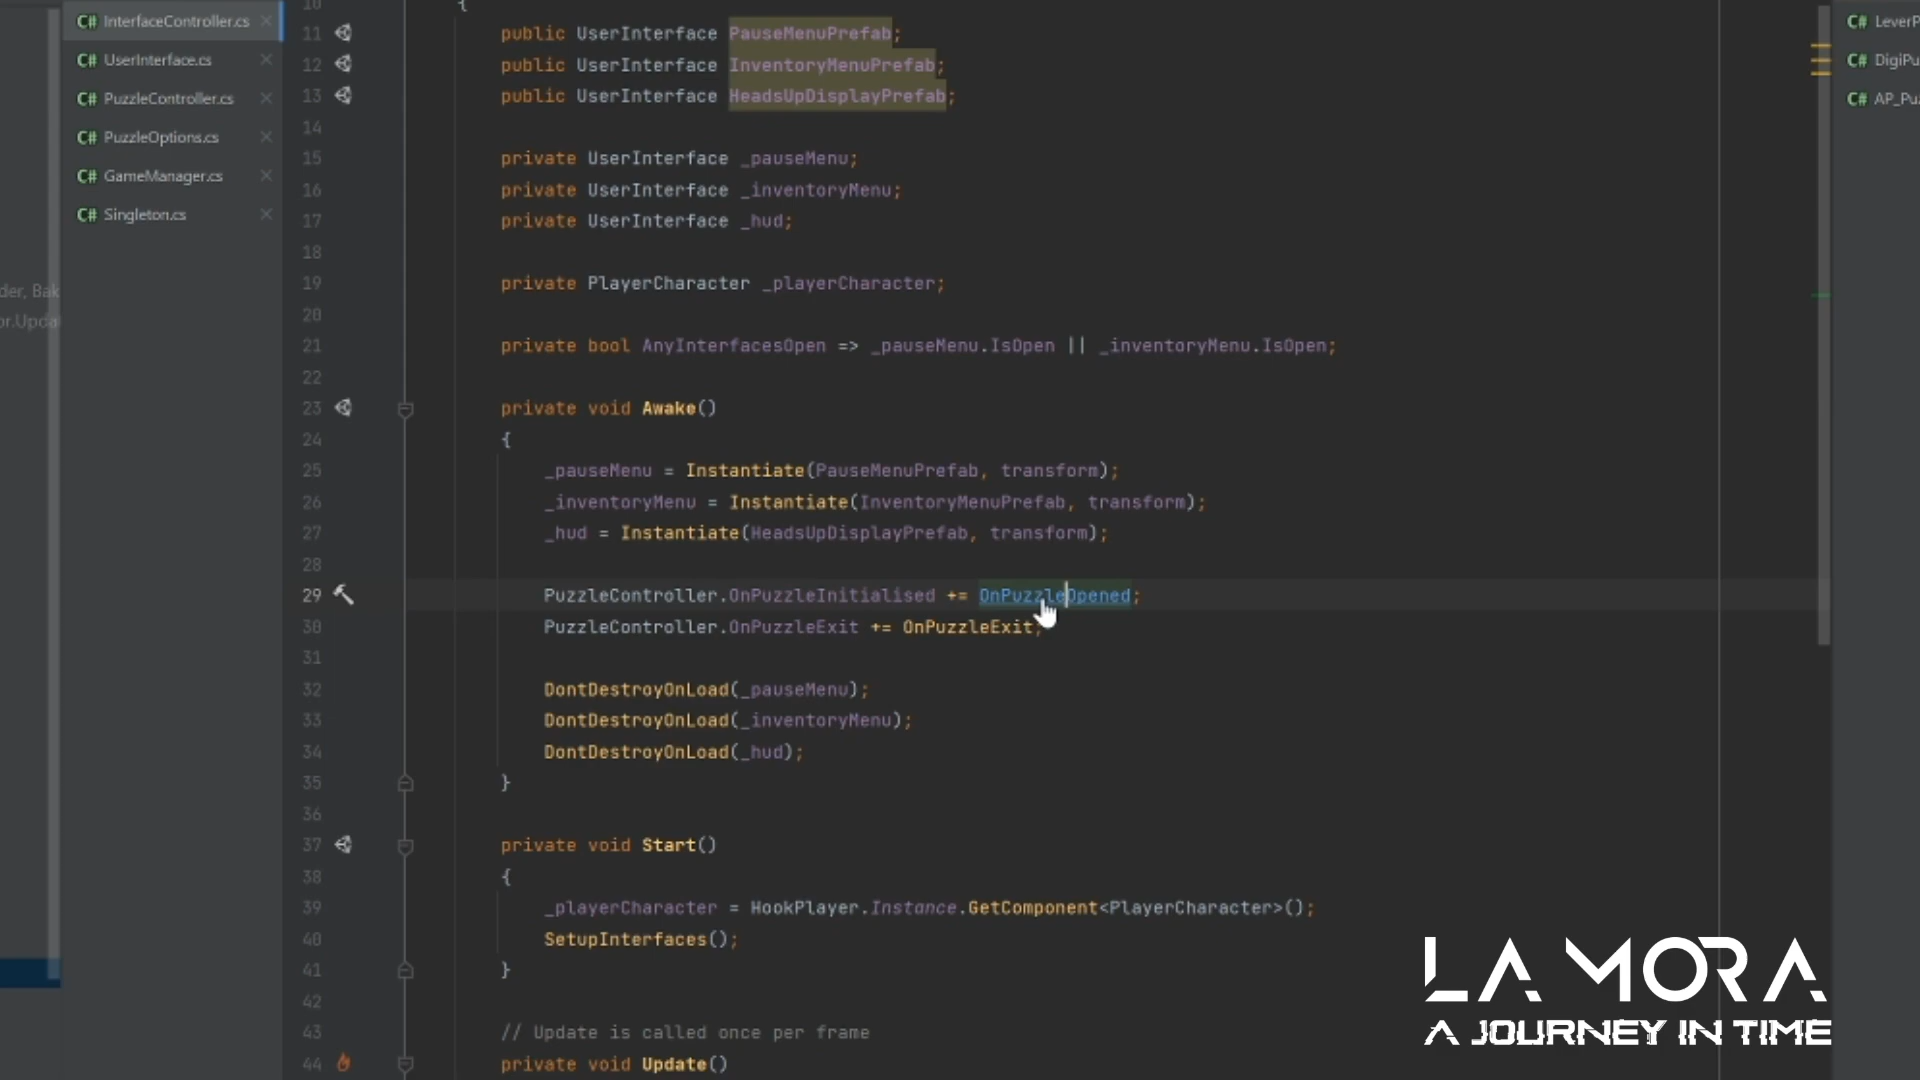 InterfaceController.cs
UserInterface.cs
PuzzleController.cs
PuzzleOptions.cs
GameManager.cs
Singleton.cs
der, Bak
or.Updat
10 {
11 public UserInterface PauseMenuPrefab;
12 public UserInterface InventoryMenuPrefab;
13 public UserInterface HeadsUpDisplayPrefab;
14
15 private UserInterface _pauseMenu;
16 private UserInterface _inventoryMenu;
17 private UserInterface _hud;
18
19 private PlayerCharacter _playerCharacter;
20
21 private bool AnyInterfacesOpen => _pauseMenu.IsOpen || _inventoryMenu.IsOpen;
22
23 private void Awake()
24 {
25 _pauseMenu = Instantiate(PauseMenuPrefab, transform);
26 _inventoryMenu = Instantiate(InventoryMenuPrefab, transform);
27 _hud = Instantiate(HeadsUpDisplayPrefab, transform);
28
29 PuzzleController.OnPuzzleInitialised += OnPuzzleOpened;
30 PuzzleController.OnPuzzleExit += OnPuzzleExit;
31
32 DontDestroyOnLoad(_pauseMenu);
33 DontDestroyOnLoad(_inventoryMenu);
34 DontDestroyOnLoad(_hud);
35 }
36
37 private void Start()
38 {
39 _playerCharacter = HookPlayer.Instance.GetComponent<PlayerCharacter>();
40 SetupInterfaces();
41 }
42
43 // Update is called once per frame
44 private void Update()
C# LeverP
C# DigiPu
C# AP_Puz
LA MORA
A JOURNEY IN TIME